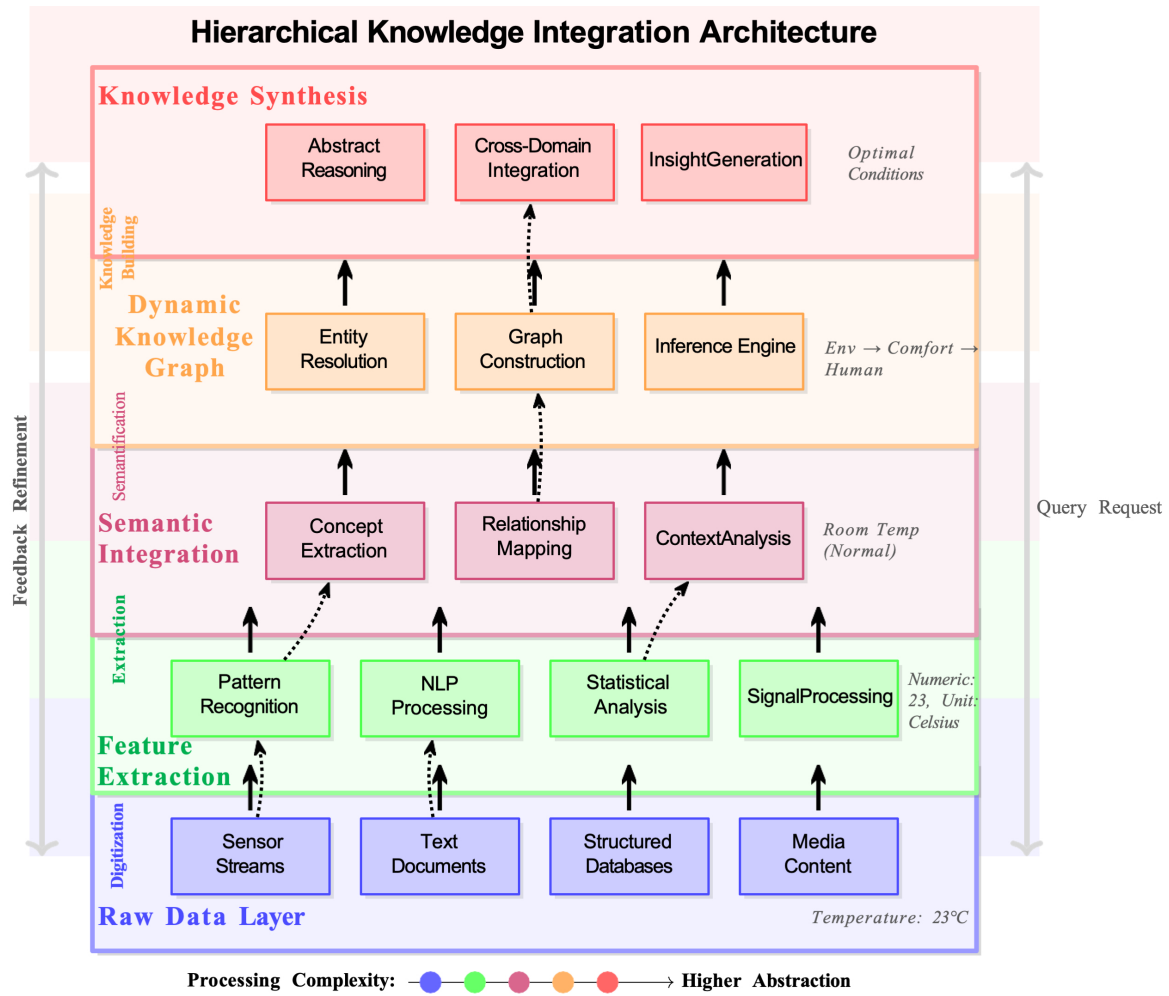 Hierarchical Knowledge Integration Architecture
Knowledge Synthesis
Abstract
Reasoning
Cross-Domain
Integration
InsightGeneration
Optimal
Conditions
Knowledge
Building
Dynamic
Knowledge
Graph
Entity
Resolution
Graph
Construction
Inference Engine
Env → Comfort →
Human
Semantification
Semantic
Integration
Concept
Extraction
Relationship
Mapping
ContextAnalysis
Room Temp
(Normal)
Feedback Refinement
Query Request
Extraction
Feature
Extraction
Pattern
Recognition
NLP
Processing
Statistical
Analysis
SignalProcessing
Numeric:
23, Unit:
Celsius
Digitization
Sensor
Streams
Text
Documents
Structured
Databases
Media
Content
Raw Data Layer
Temperature: 23℃
Processing Complexity:
Higher Abstraction